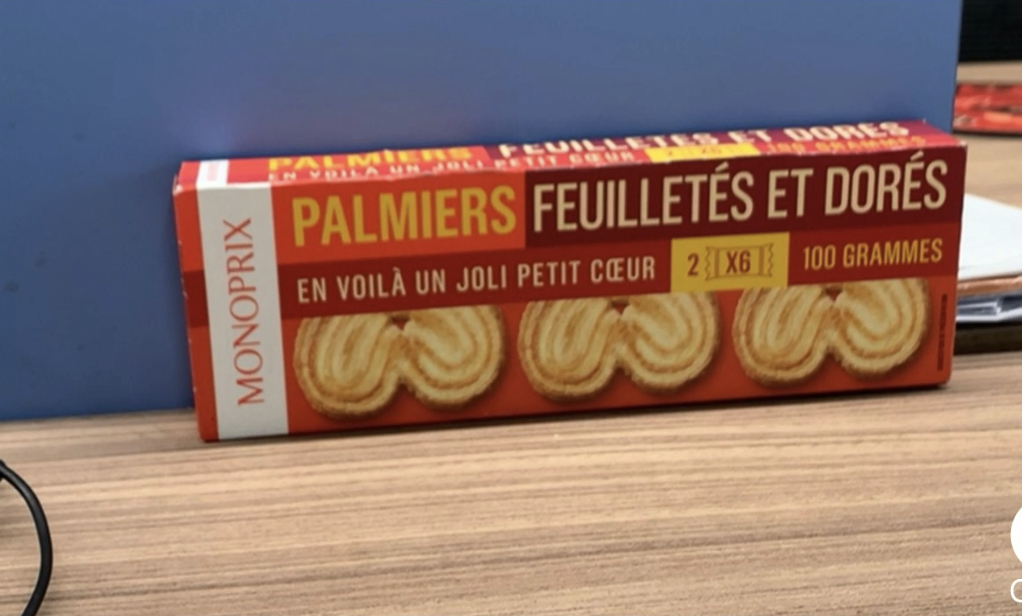 PALMIERS FEUILLETÉS ET DORÉS
EN VOILÀ UN JOLI PETIT CŒUR
100 GRAMMES
MONOPRIX
PALMIERS FEUILLETÉS ET DORÉS
EN VOILÀ UN JOLI PETIT CŒUR
2 X6
100 GRAMMES